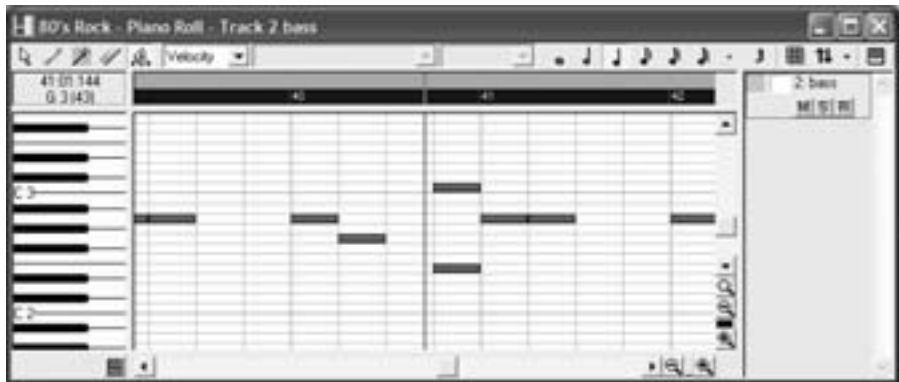 80's Rock - Piano Roll - Track 2 bass
Velocity
41:01:144
G 3 (43)
40
41
42
2: bass
M S R
C 3
C 2